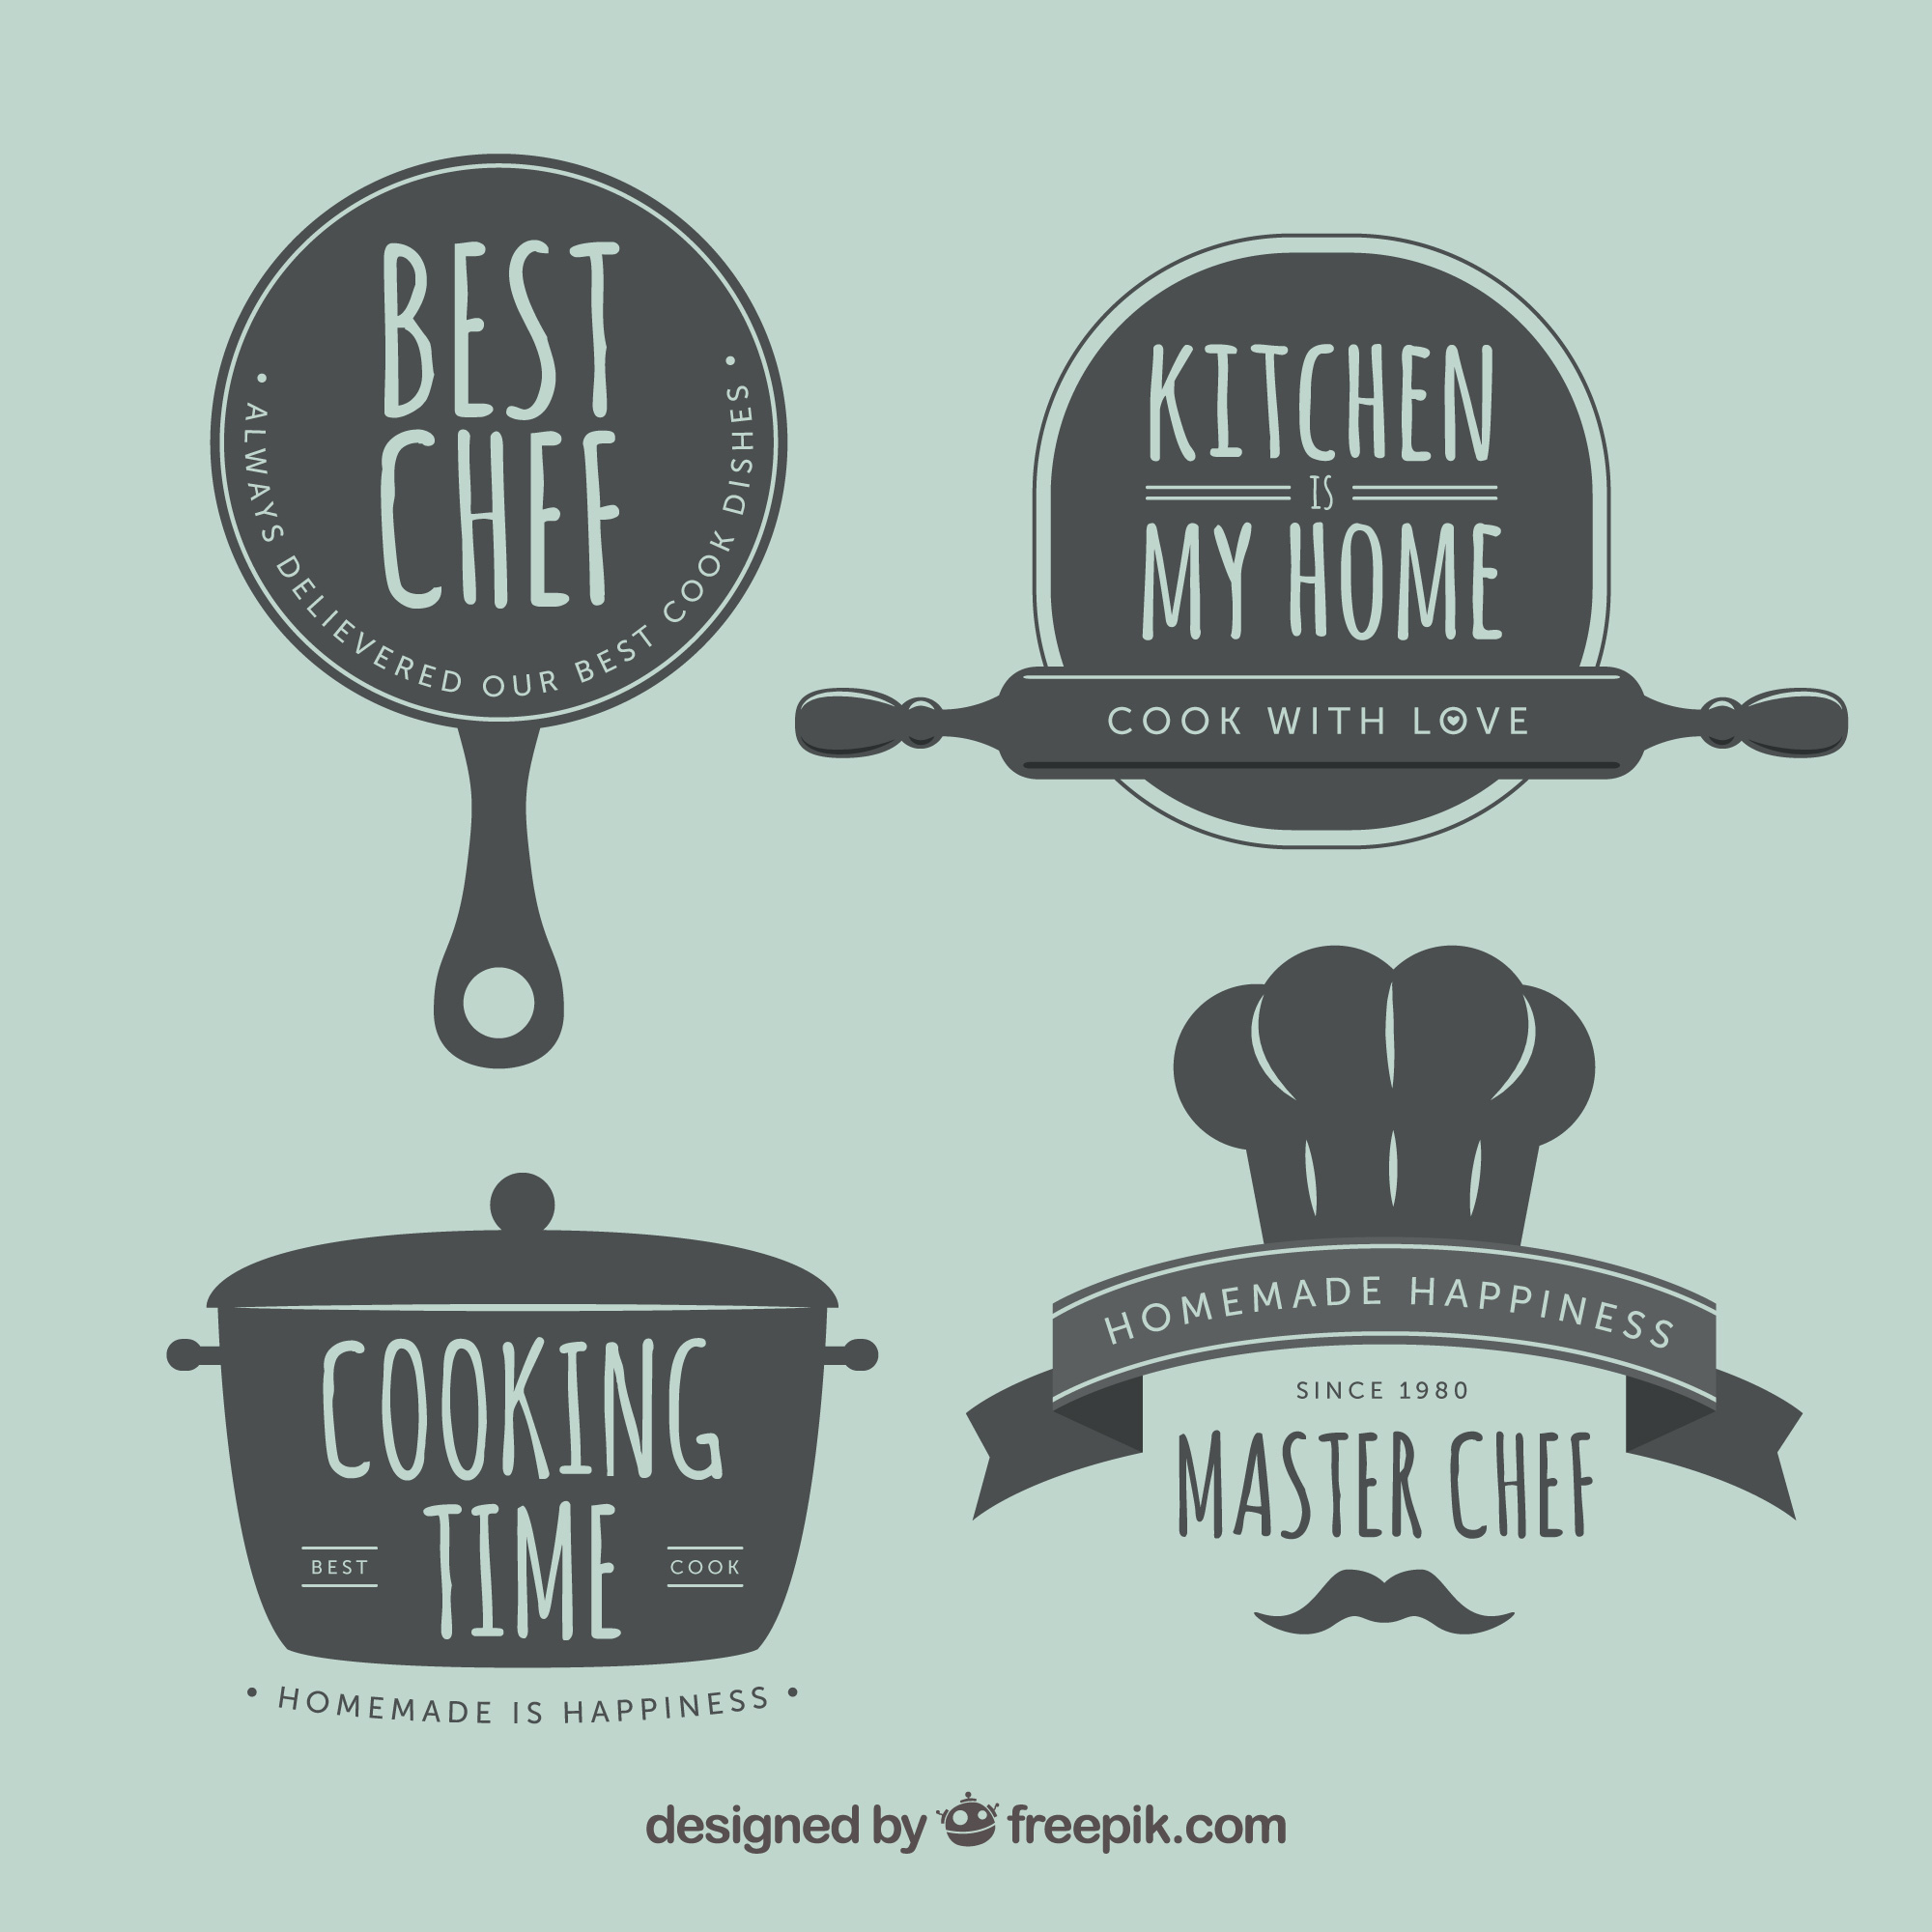 BEST
CHEF
• ALWAYS DELIEVERED OUR BEST COOK DISHES •
KITCHEN
IS
MY HOME
COOK WITH LOVE
COOKING
TIME
BEST
COOK
• HOMEMADE IS HAPPINESS •
HOMEMADE HAPPINESS
SINCE 1980
MASTER CHEF
designed by freepik.com